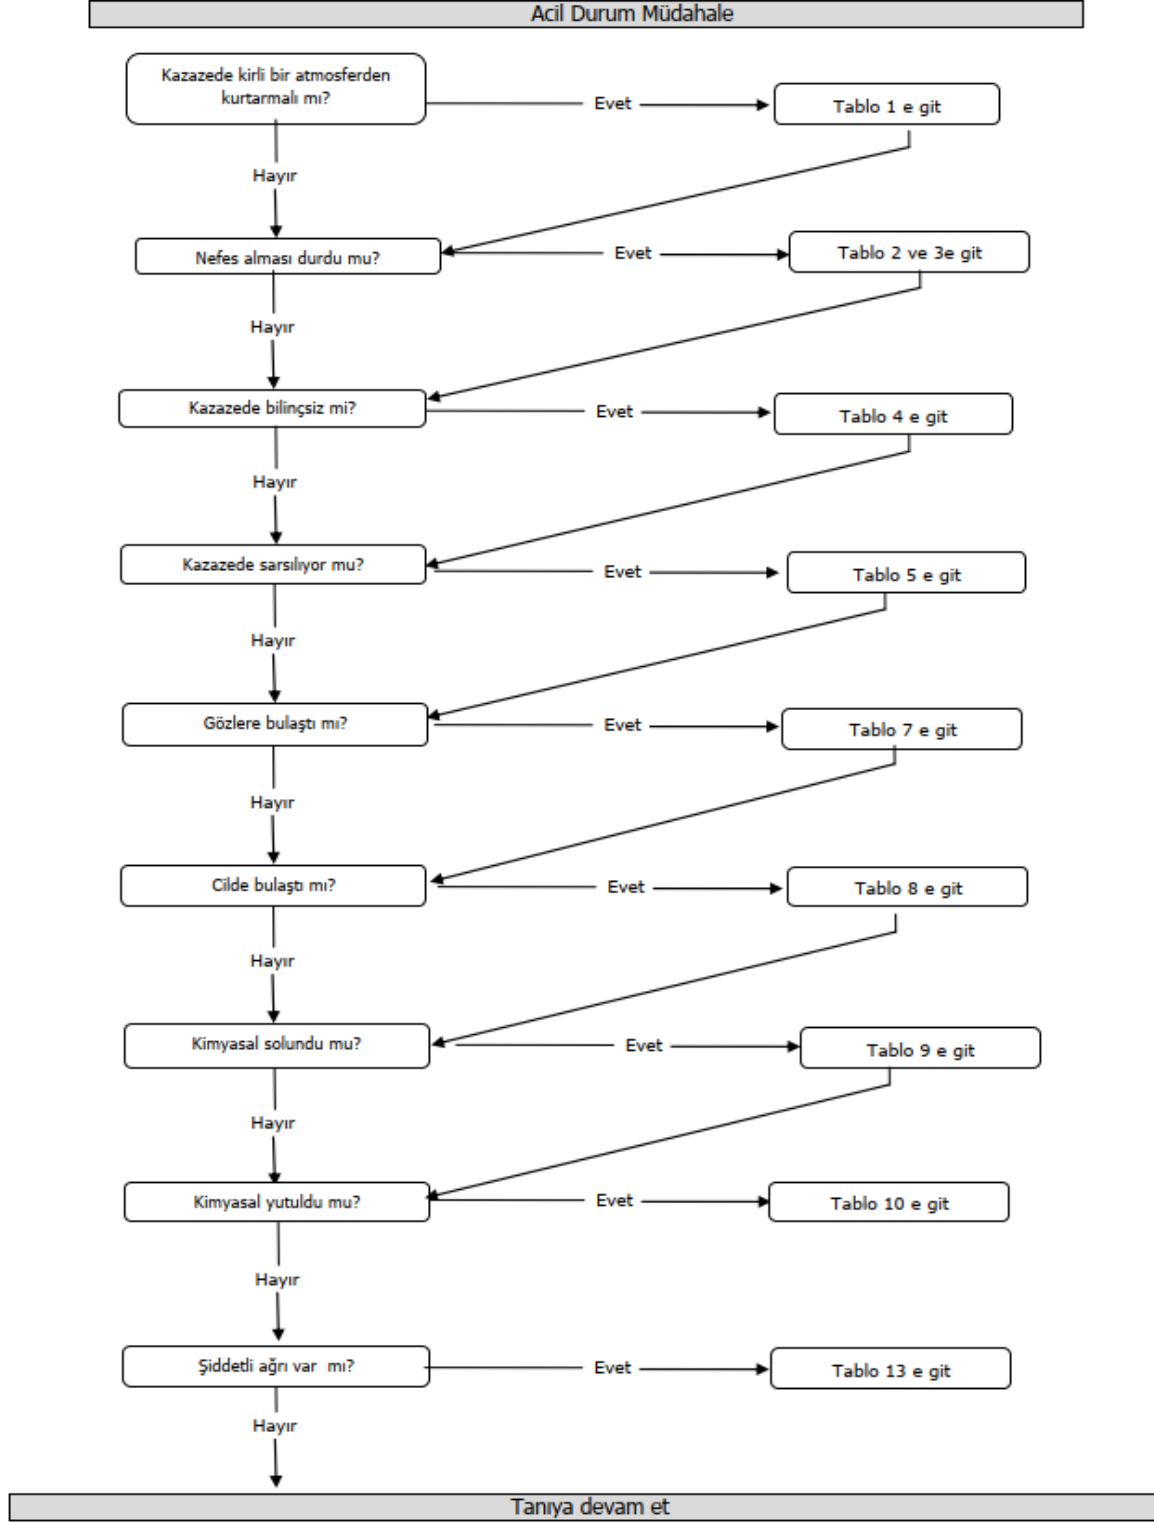 Acil Durum Müdahale
Kazazede kirli bir atmosferden
kurtarmalı mı?
Evet
Tablo 1 e git
Hayır
Nefes alması durdu mu?
Evet
Tablo 2 ve 3e git
Hayır
Kazazede bilinçsiz mi?
Evet
Tablo 4 e git
Hayır
Kazazede sarsılıyor mu?
Evet
Tablo 5 e git
Hayır
Gözlere bulaştı mı?
Evet
Tablo 7 e git
Hayır
Cilde bulaştı mı?
Evet
Tablo 8 e git
Hayır
Kimyasal solundu mu?
Evet
Tablo 9 e git
Hayır
Kimyasal yutuldu mu?
Evet
Tablo 10 e git
Hayır
Şiddetli ağrı var  mı?
Evet
Tablo 13 e git
Hayır
Tanıya devam et